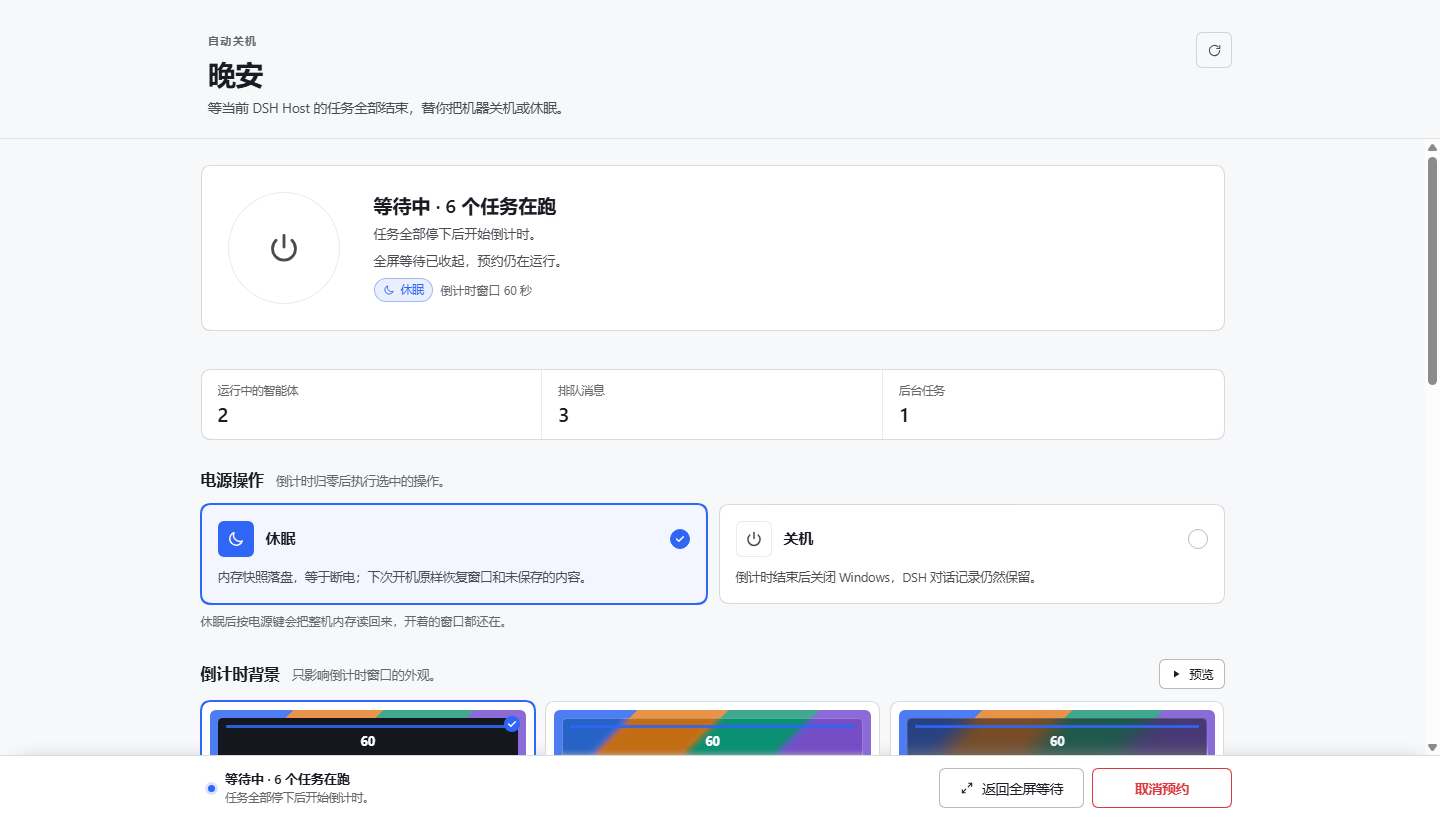 自动关机
晚安
等当前 DSH Host 的任务全部结束，替你把机器关机或休眠。
等待中 · 6 个任务在跑
任务全部停下后开始倒计时。
全屏等待已收起，预约仍在运行。
休眠 倒计时窗口 60 秒
运行中的智能体 排队消息 后台任务
2 3 1
电源操作 倒计时归零后执行选中的操作。
休眠 关机
内存快照落盘，等于断电；下次开机原样恢复窗口和未保存的内容。
倒计时结束后关闭 Windows，DSH 对话记录仍然保留。
休眠后按电源键会把整机内存读回来，开着的窗口都还在。
倒计时背景 只影响倒计时窗口的外观。 预览
60 60 60
等待中 · 6 个任务在跑
任务全部停下后开始倒计时。
返回全屏等待 取消预约